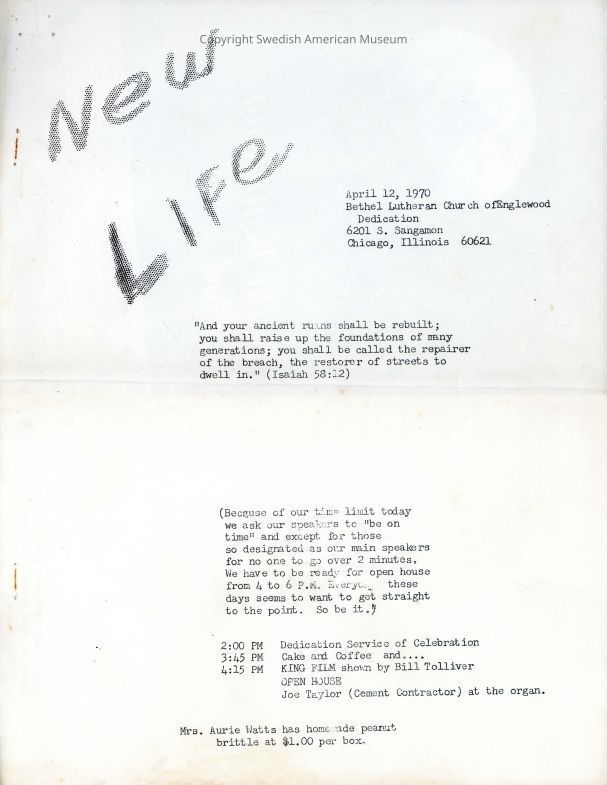 Copyright Swedish American Museum
New
Life
April 12, 1970
Bethel Lutheran Church ofEnglewood
Dedication
6201 S. Sangamon
Chicago, Illinois 60621
"And your ancient ruins shall be rebuilt;
you shall raise up the foundations of many
generations; you shall be called the repairer
of the breach, the restorer of streets to
dwell in." (Isaiah 58:12)
(Becguse of our time limit today
we ask our speakers to "be on
time" and except for those
so designated as our main speakers
for no one to go over 2 minutes.
We have to be ready for open house
from 4 to 6 P.M. these
days seems to want to get straight
to the point. So be it.)
2:00 PM Dedication Service of Celebration
3:45 PM Cake and Coffee and....
4:15 PM KING FILM shown by Bill Tolliver
OPEN HOUSE
Joe Taylor (Cement Contractor) at the organ.
Mrs. Aurie Watts has homemade peanut
brittle at $1.00 per box.